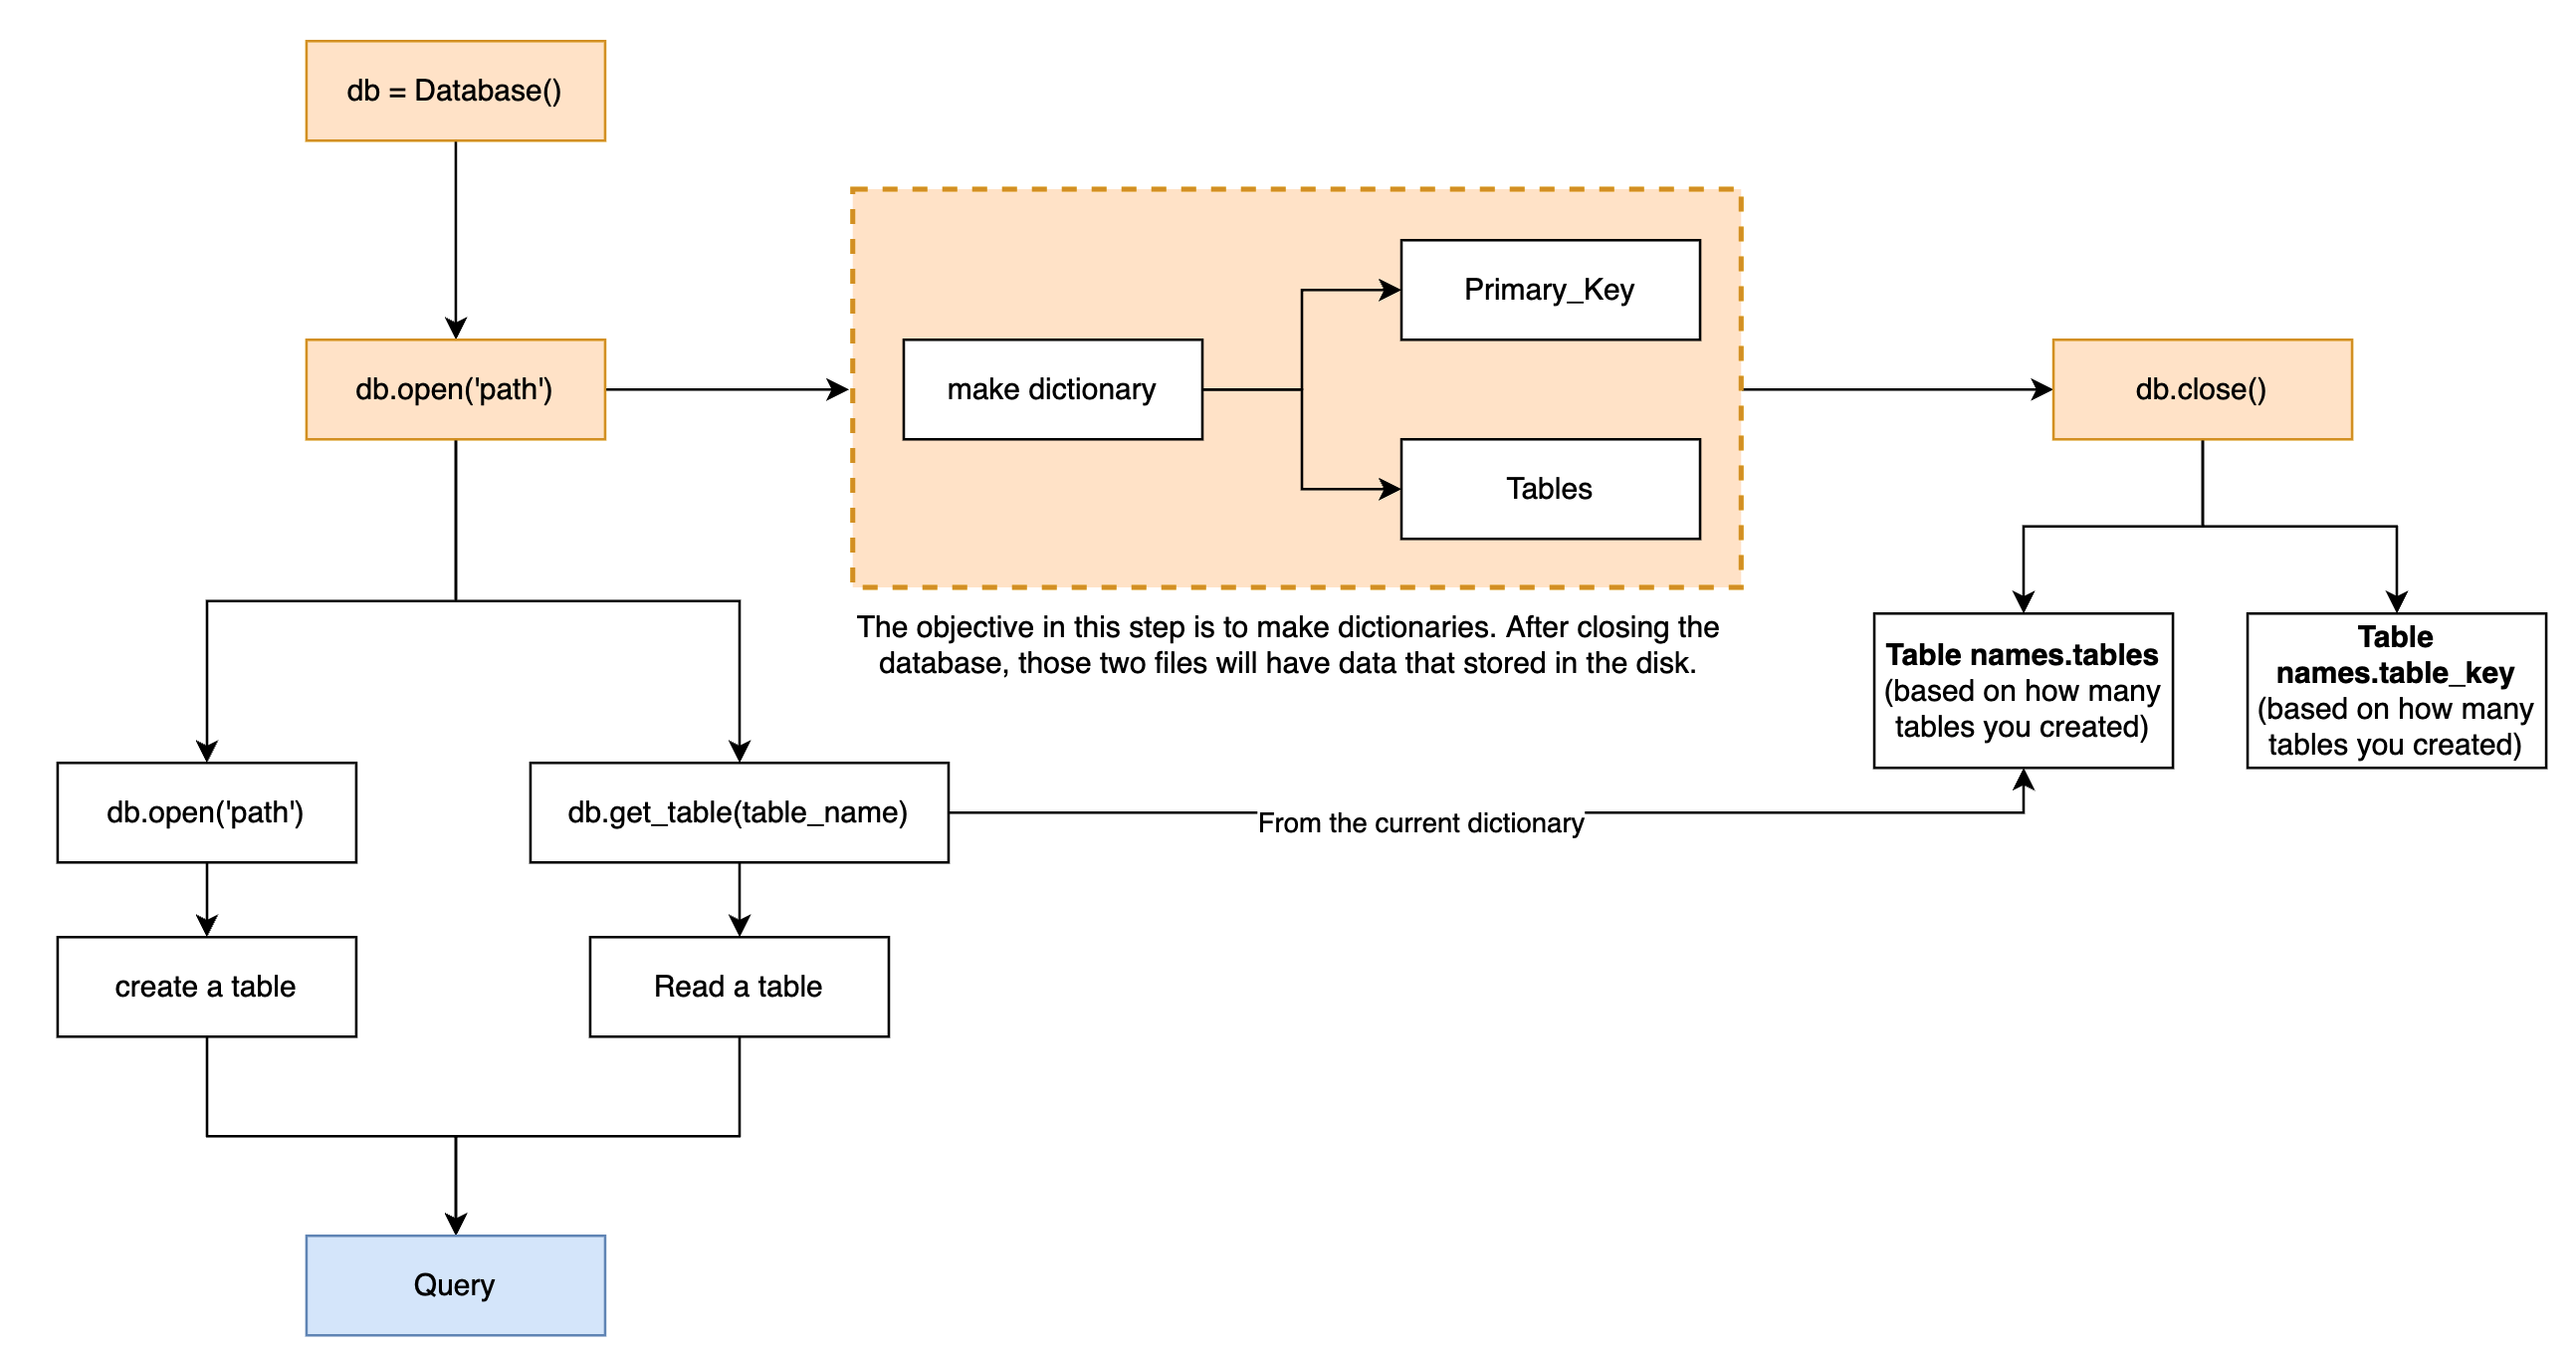 db = Database()
db.open('path')
make dictionary
Primary_Key
Tables
db.close()
The objective in this step is to make dictionaries. After closing the
database, those two files will have data that stored in the disk.
Table names.tables
(based on how many
tables you created)
Table
names.table_key
(based on how many
tables you created)
db.open('path')
db.get_table(table_name)
From the current dictionary
create a table
Read a table
Query